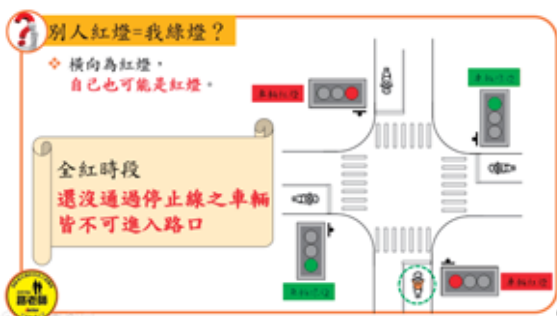 別人紅燈=我綠燈？
橫向為紅燈，
自己也可能是紅燈。
車輛紅燈
車輛綠燈
全紅時段
還沒通過停止線之車輛
皆不可進入路口
車輛綠燈
車輛紅燈
路老師